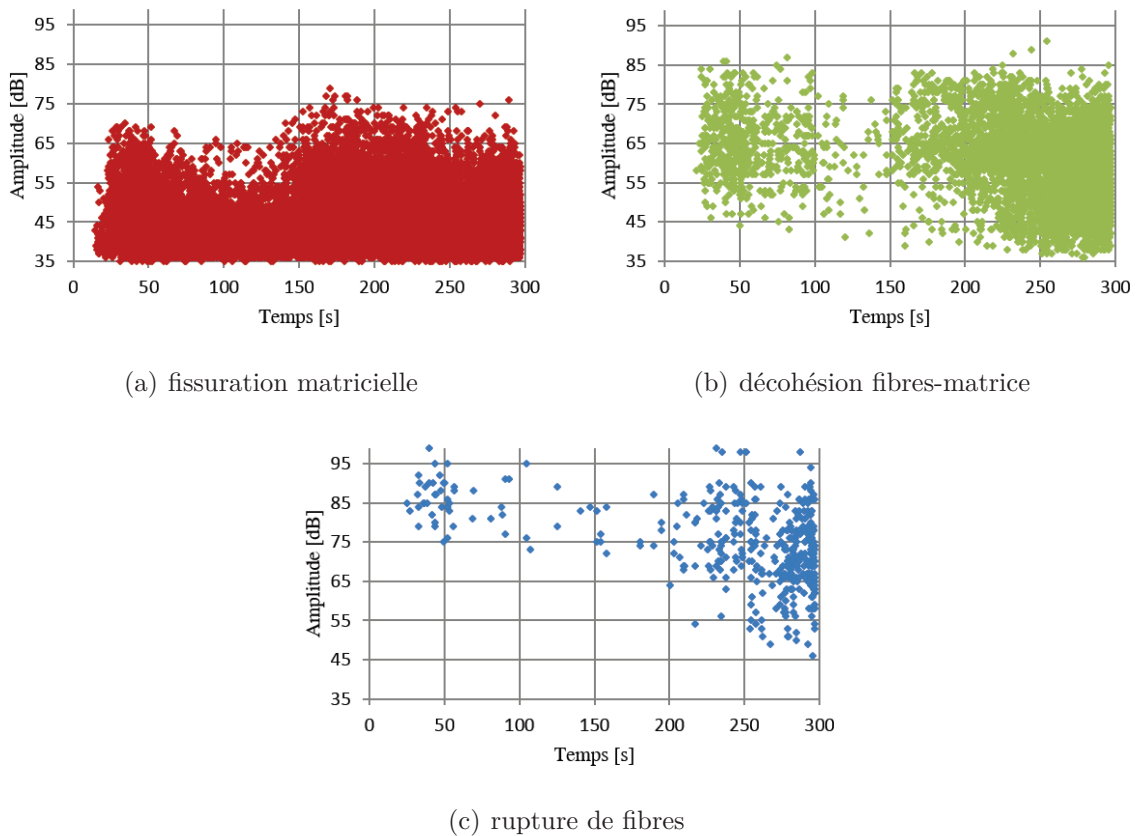 95
85
75
65
55
45
35
Amplitude [dB]
0 50 100 150 200 250 300
Temps [s]
(a) fissuration matricielle
95
85
75
65
55
45
35
Amplitude [dB]
0 50 100 150 200 250 300
Temps [s]
(b) décohésion fibres-matrice
95
85
75
65
55
45
35
Amplitude [dB]
0 50 100 150 200 250 300
Temps [s]
(c) rupture de fibres